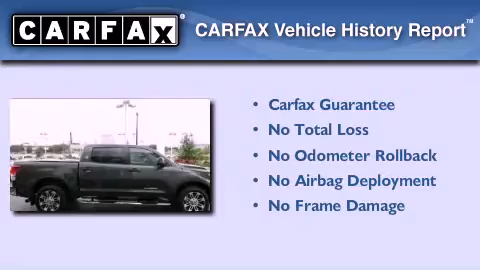 CARFAX®
CARFAX Vehicle History Report™
• Carfax Guarantee
• No Total Loss
• No Odometer Rollback
• No Airbag Deployment
• No Frame Damage